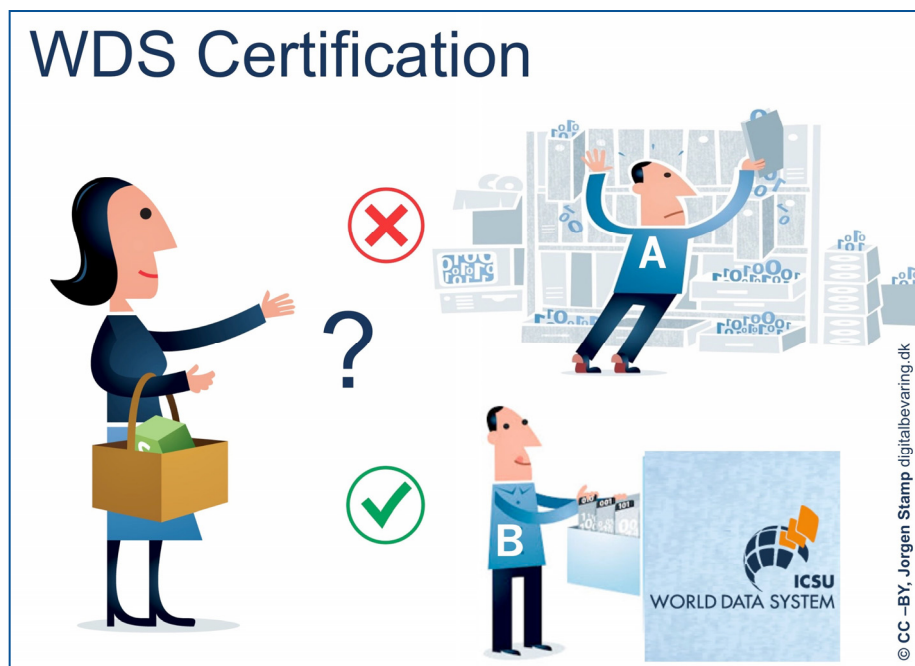 WDS Certification
?
A
B
ICSU
WORLD DATA SYSTEM
© CC –BY, Jorgen Stamp digitalbevaring.dk